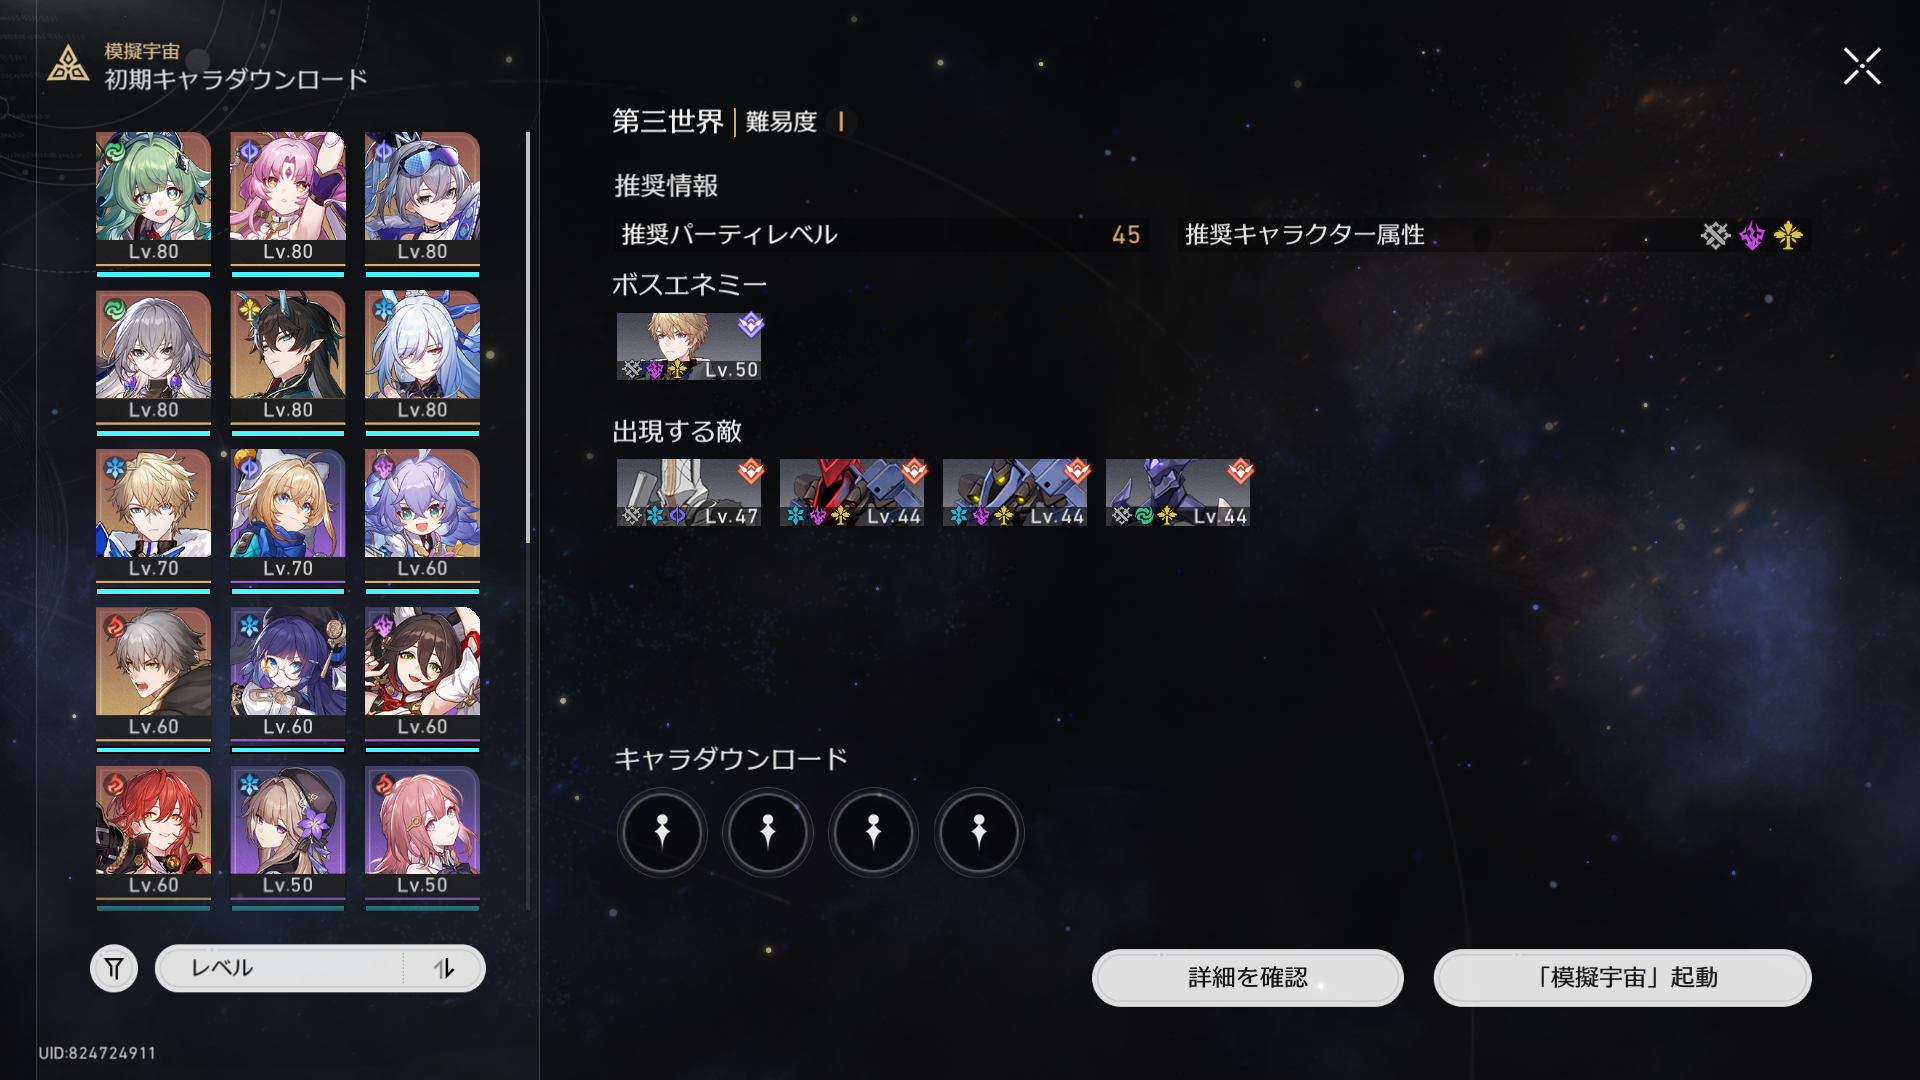 模擬宇宙
初期キャラダウンロード
Lv.80 Lv.80 Lv.80
Lv.80 Lv.80 Lv.80
Lv.70 Lv.70 Lv.60
Lv.60 Lv.60 Lv.60
Lv.60 Lv.50 Lv.50
レベル
UID:824724911
第三世界 難易度 I
推奨情報
推奨パーティレベル 45 推奨キャラクター属性
ボスエネミー
Lv.50
出現する敵
Lv.47 Lv.44 Lv.44 Lv.44
キャラダウンロード
詳細を確認 「模擬宇宙」起動